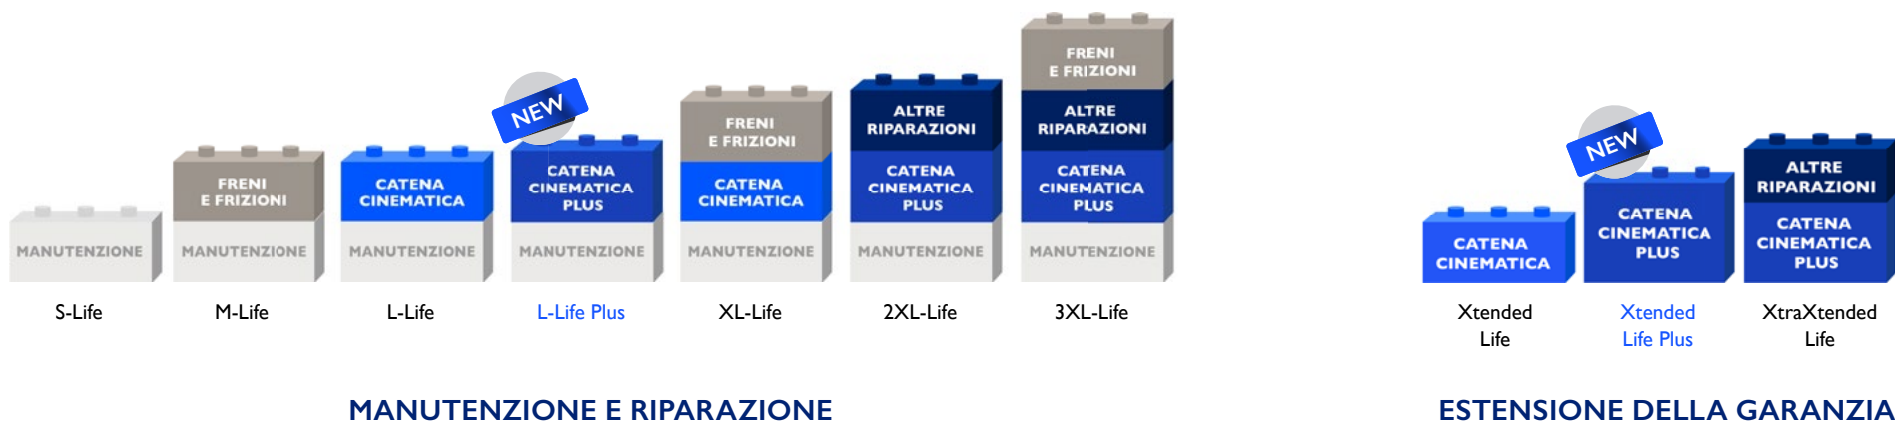 MANUTENZIONE
S-Life
FRENI
E FRIZIONI
MANUTENZIONE
M-Life
CATENA
CINEMATICA
MANUTENZIONE
L-Life
NEW
CATENA
CINEMATICA
PLUS
MANUTENZIONE
L-Life Plus
FRENI
E FRIZIONI
CATENA
CINEMATICA
MANUTENZIONE
XL-Life
ALTRE
RIPARAZIONI
CATENA
CINEMATICA
PLUS
MANUTENZIONE
2XL-Life
FRENI
E FRIZIONI
ALTRE
RIPARAZIONI
CATENA
CINEMATICA
PLUS
MANUTENZIONE
3XL-Life
MANUTENZIONE E RIPARAZIONE
CATENA
CINEMATICA
Xtended
Life
NEW
CATENA
CINEMATICA
PLUS
Xtended
Life Plus
ALTRE
RIPARAZIONI
CATENA
CINEMATICA
PLUS
XtraXtended
Life
ESTENSIONE DELLA GARANZIA